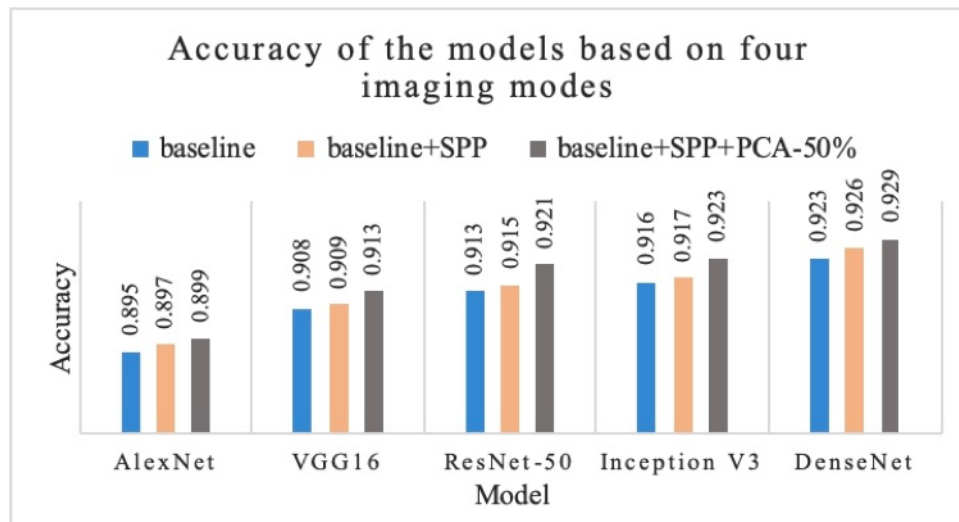 Accuracy of the models based on four
imaging modes
baseline
baseline+SPP
baseline+SPP+PCA-50%
Accuracy
0.895
0.897
0.899
0.908
0.909
0.913
0.913
0.915
0.921
0.916
0.917
0.923
0.923
0.926
0.929
AlexNet
VGG16
ResNet-50
Inception V3
DenseNet
Model